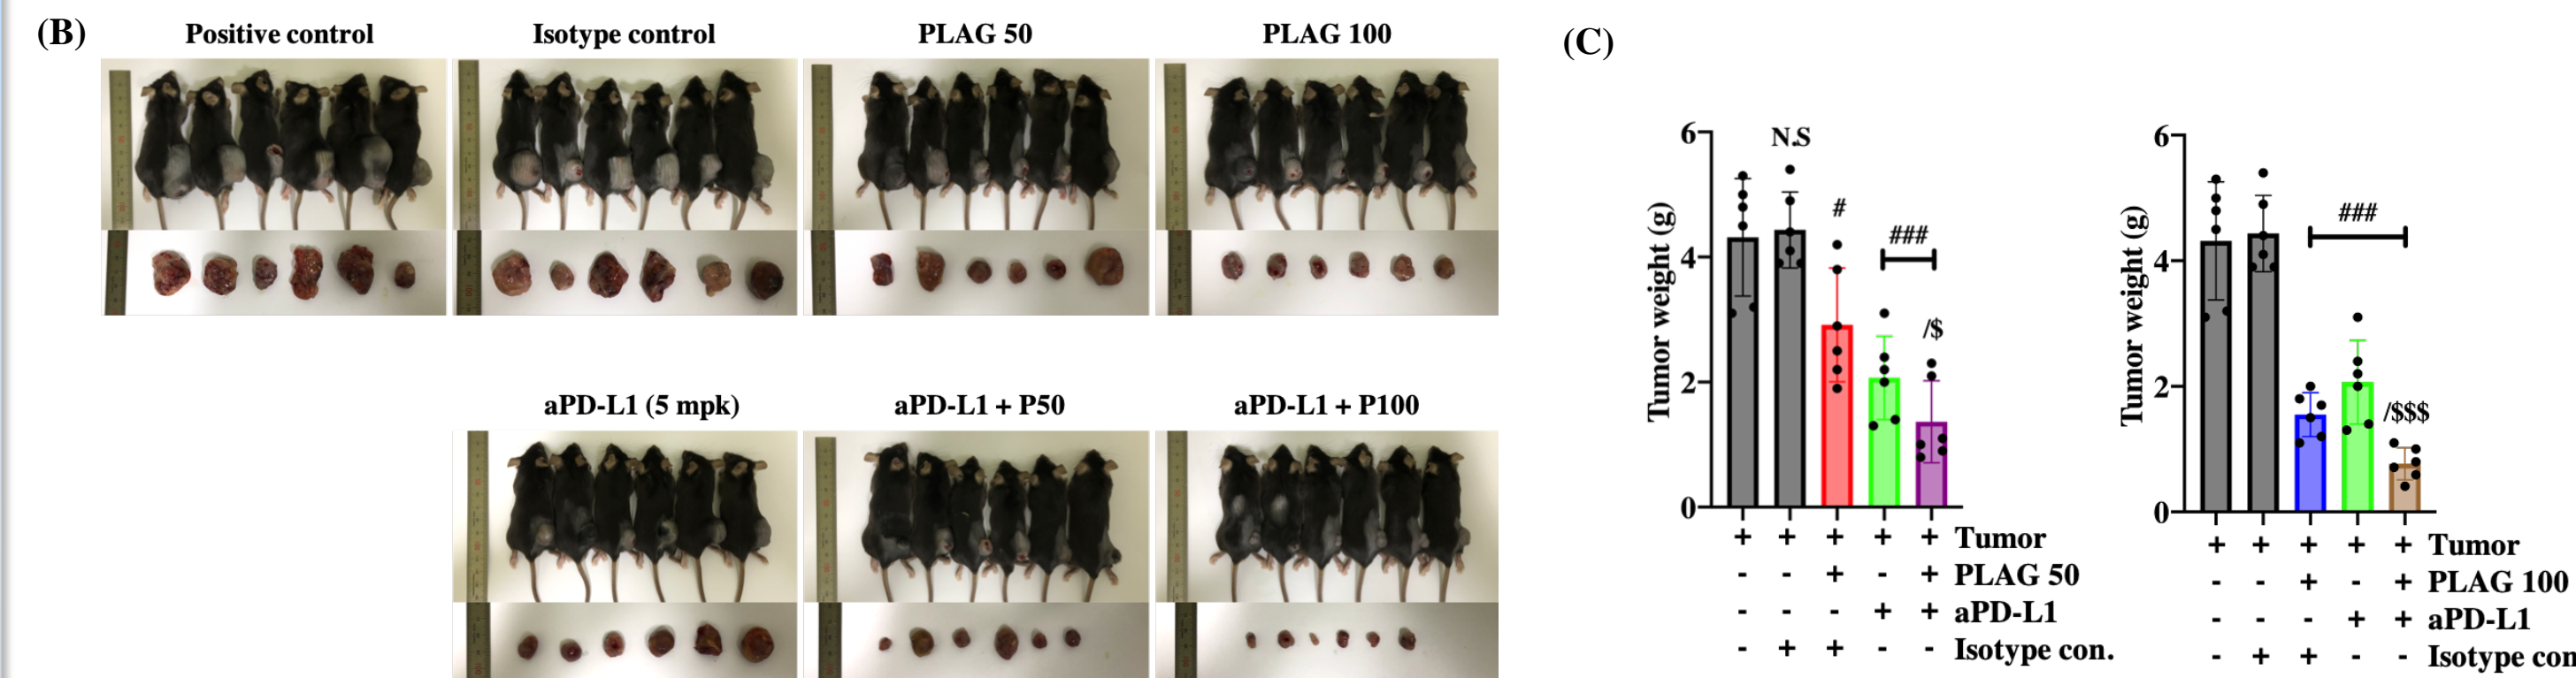 (B)
Positive control
Isotype control
PLAG 50
PLAG 100
aPD-L1 (5 mpk)
aPD-L1 + P50
aPD-L1 + P100
(C)
Tumor weight (g)
6
4
2
0
N.S
#
###
/$
+ + + + + Tumor
- - + - + PLAG 50
- - - + + aPD-L1
- + + - - Isotype con.
Tumor weight (g)
6
4
2
0
###
/$$$
+ + + + + Tumor
- - + - + PLAG 100
- - - + + aPD-L1
- + + - - Isotype con